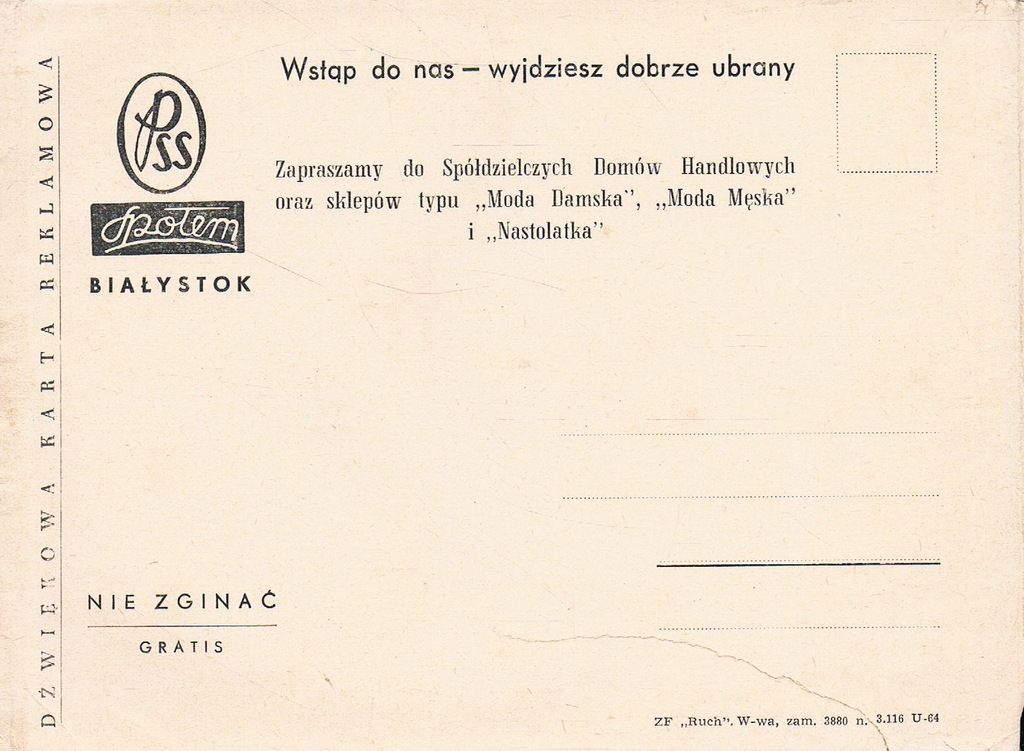 DŹWIĘKOWA KARTA REKLAMOWA
PSS
Społem
BIAŁYSTOK
Wstąp do nas — wyjdziesz dobrze ubrany
Zapraszamy do Spółdzielczych Domów Handlowych
oraz sklepów typu „Moda Damska”, „Moda Męska”
i „Nastolatka”
NIE ZGINAĆ
GRATIS
ZF „Ruch”. W-wa, zam. 3880 n. 3.116 U-64